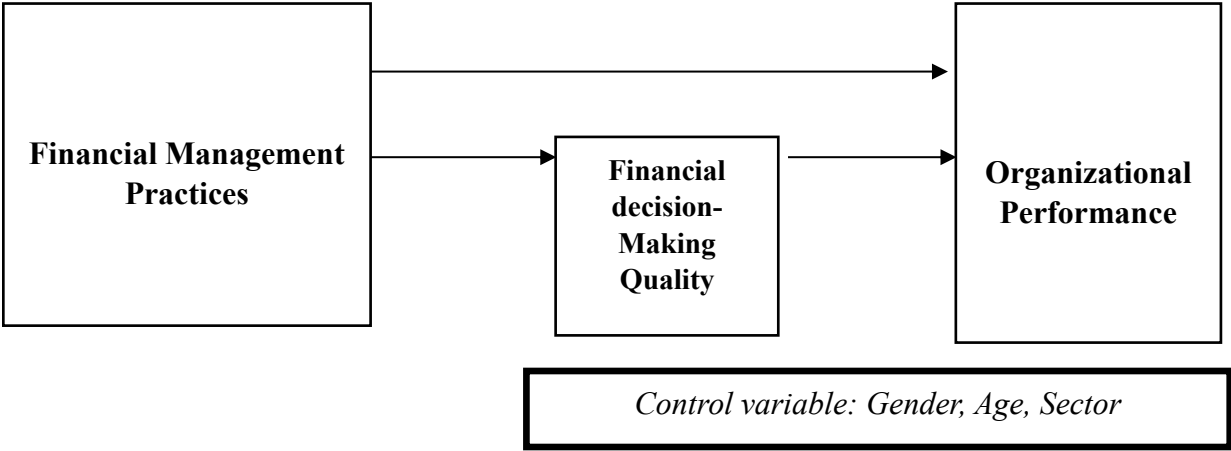 Financial Management
Practices
Financial
decision-
Making
Quality
Organizational
Performance
Control variable: Gender, Age, Sector